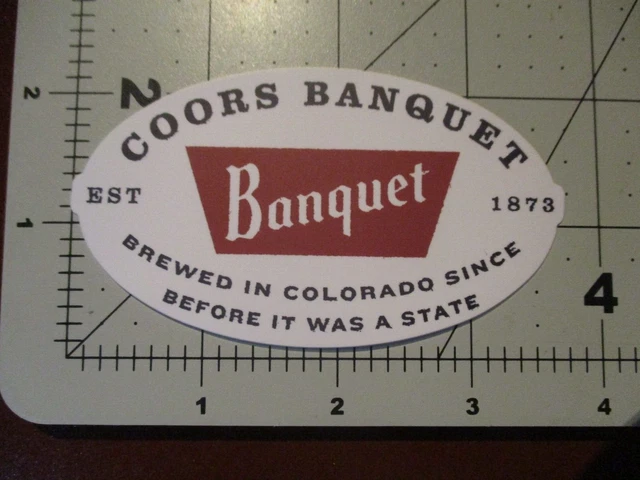 COORS BANQUET
EST
Banquet
1873
BREWED IN COLORADO SINCE
BEFORE IT WAS A STATE
2
2
1
4
1
2
3
4